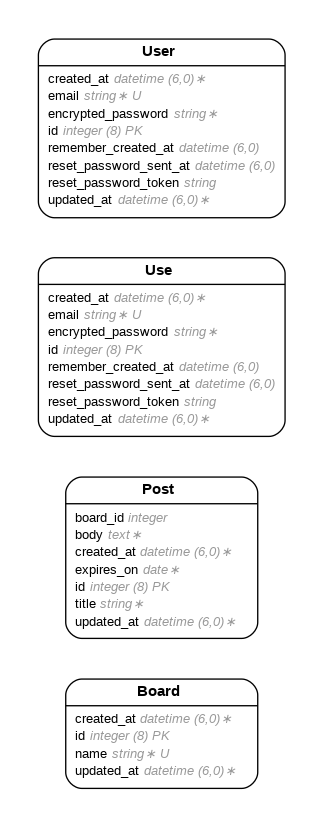 User
created_at datetime (6,0)∗
email string∗ U
encrypted_password string∗
id integer (8) PK
remember_created_at datetime (6,0)
reset_password_sent_at datetime (6,0)
reset_password_token string
updated_at datetime (6,0)∗
Use
created_at datetime (6,0)∗
email string∗ U
encrypted_password string∗
id integer (8) PK
remember_created_at datetime (6,0)
reset_password_sent_at datetime (6,0)
reset_password_token string
updated_at datetime (6,0)∗
Post
board_id integer
body text∗
created_at datetime (6,0)∗
expires_on date∗
id integer (8) PK
title string∗
updated_at datetime (6,0)∗
Board
created_at datetime (6,0)∗
id integer (8) PK
name string∗ U
updated_at datetime (6,0)∗